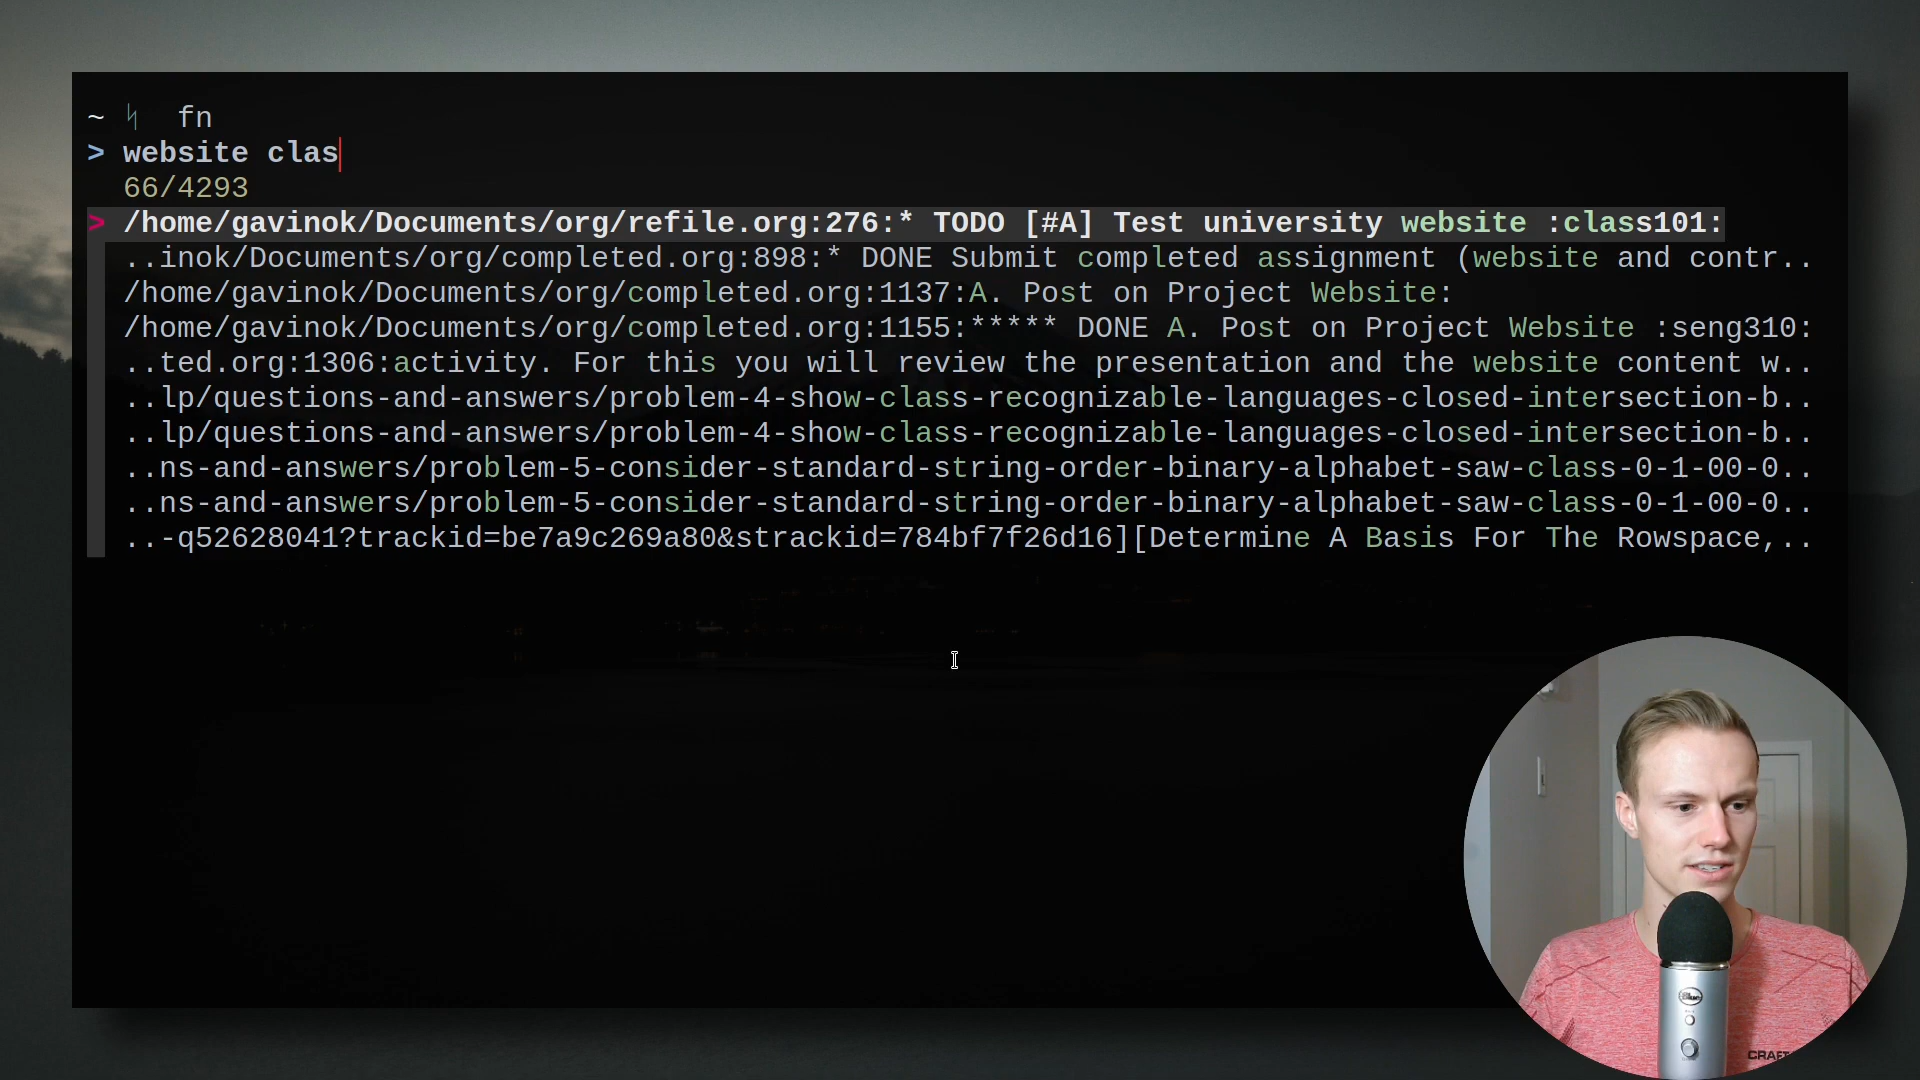 ~ ᛋ fn
> website clas
66/4293
> /home/gavinok/Documents/org/refile.org:276:* TODO [#A] Test university website :class101:
..inok/Documents/org/completed.org:898:* DONE Submit completed assignment (website and contr..
/home/gavinok/Documents/org/completed.org:1137:A. Post on Project Website:
/home/gavinok/Documents/org/completed.org:1155:***** DONE A. Post on Project Website :seng310:
..ted.org:1306:activity. For this you will review the presentation and the website content w..
..lp/questions-and-answers/problem-4-show-class-recognizable-languages-closed-intersection-b..
..lp/questions-and-answers/problem-4-show-class-recognizable-languages-closed-intersection-b..
..ns-and-answers/problem-5-consider-standard-string-order-binary-alphabet-saw-class-0-1-00-0..
..ns-and-answers/problem-5-consider-standard-string-order-binary-alphabet-saw-class-0-1-00-0..
..-q52628041?trackid=be7a9c269a80&strackid=784bf7f26d16][Determine A Basis For The Rowspace,..